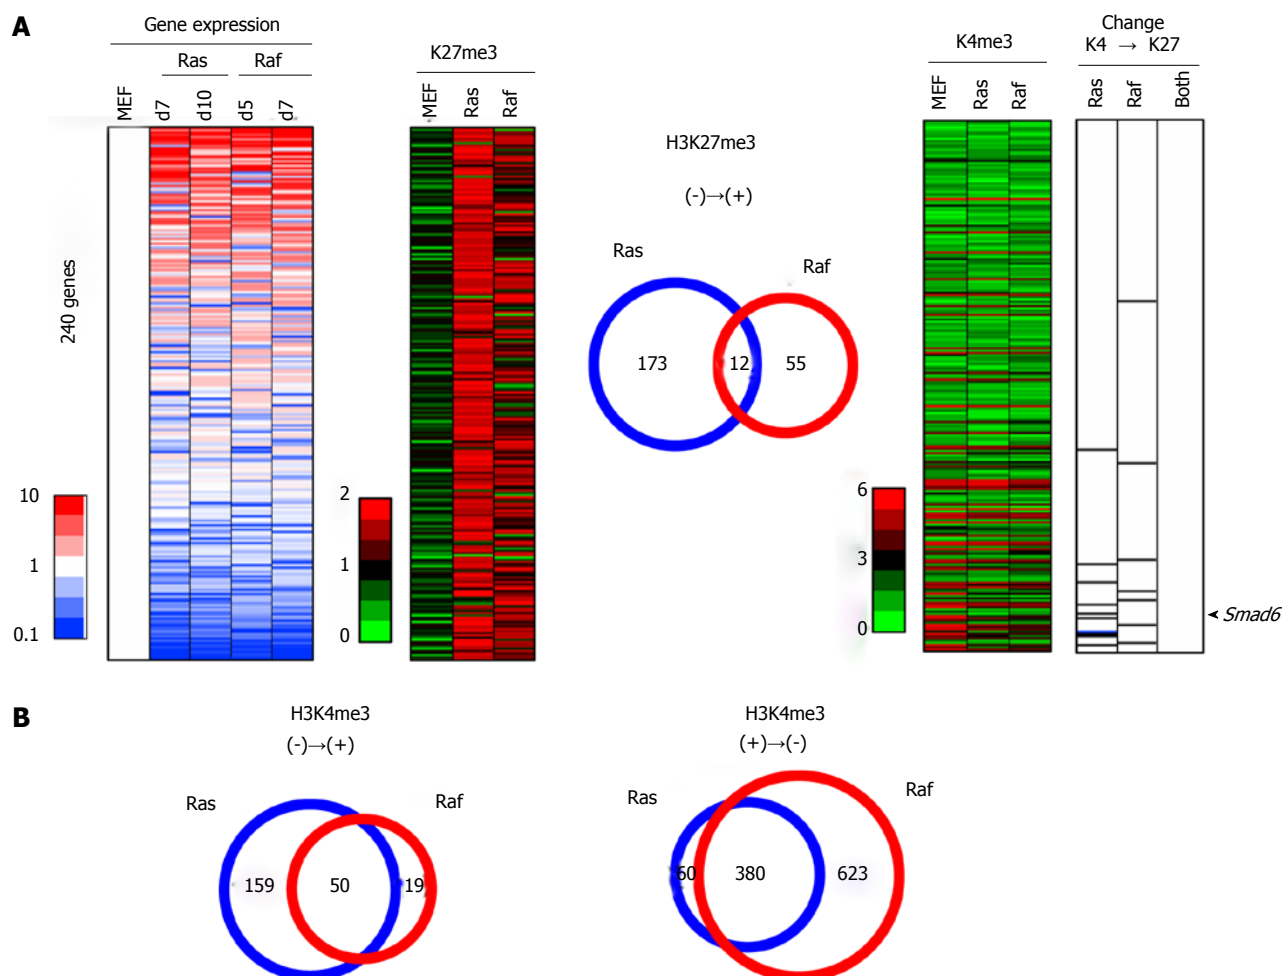 A
Gene expression
Ras Raf
MEF d7 d10 d5 d7
240 genes
10
1
0.1
K27me3
MEF Ras Raf
2
1
0
H3K27me3
(-)→(+)
Ras
Raf
173 12 55
K4me3
MEF Ras Raf
6
3
0
Change
K4 → K27
Ras Raf Both
Smad6
B
H3K4me3
(-)→(+)
Ras
Raf
159 50 19
H3K4me3
(+)→(-)
Ras
Raf
60 380 623